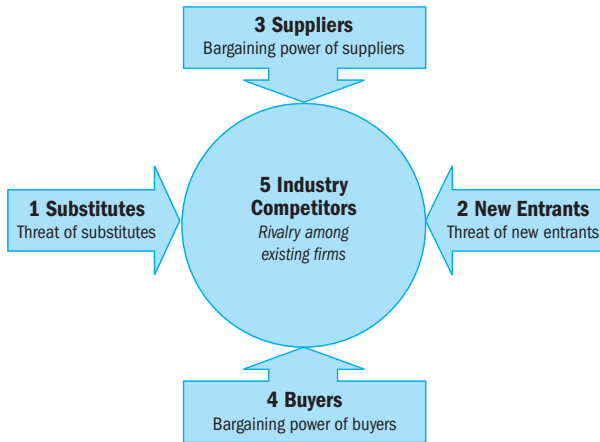 3 Suppliers
Bargaining power of suppliers
5 Industry
Competitors
Rivalry among
existing firms
1 Substitutes
Threat of substitutes
2 New Entrants
Threat of new entrants
4 Buyers
Bargaining power of buyers